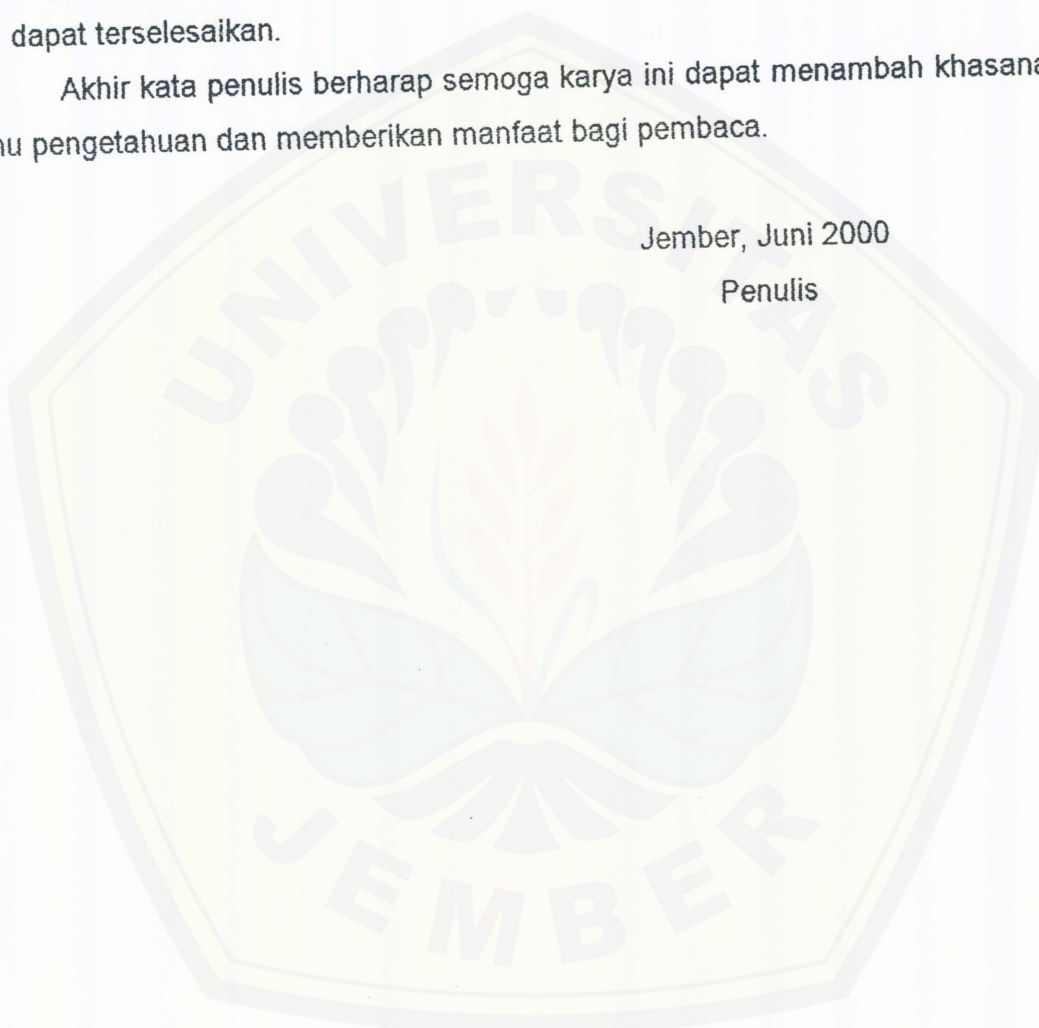 dapat terselesaikan.
Akhir kata penulis berharap semoga karya ini dapat menambah khasana
nu pengetahuan dan memberikan manfaat bagi pembaca.
Jember, Juni 2000
Penulis
UNIVERSITAS
JEMBER